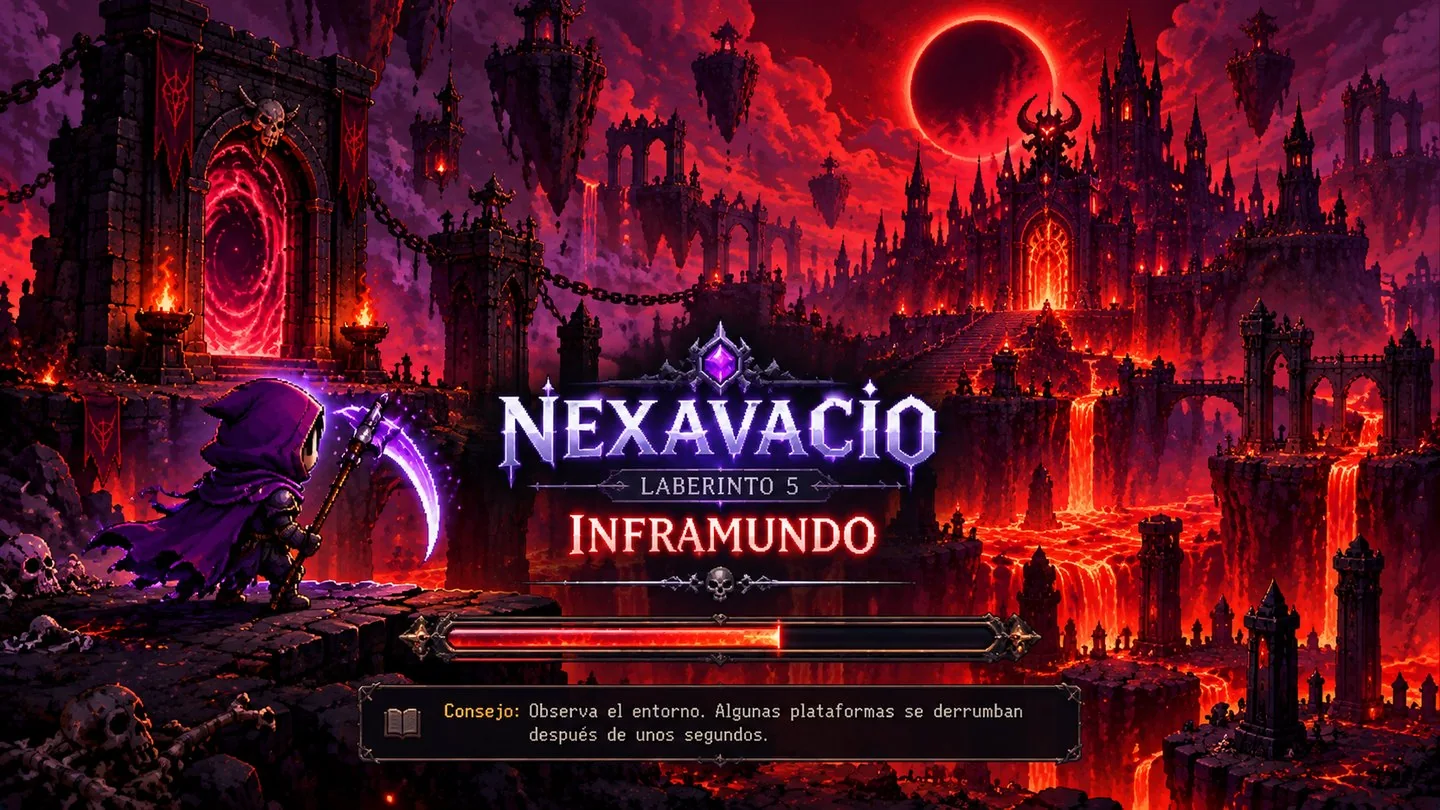 NEXAVACIO
LABERINTO 5
INFRAMUNDO
Consejo: Observa el entorno. Algunas plataformas se derrumban
después de unos segundos.